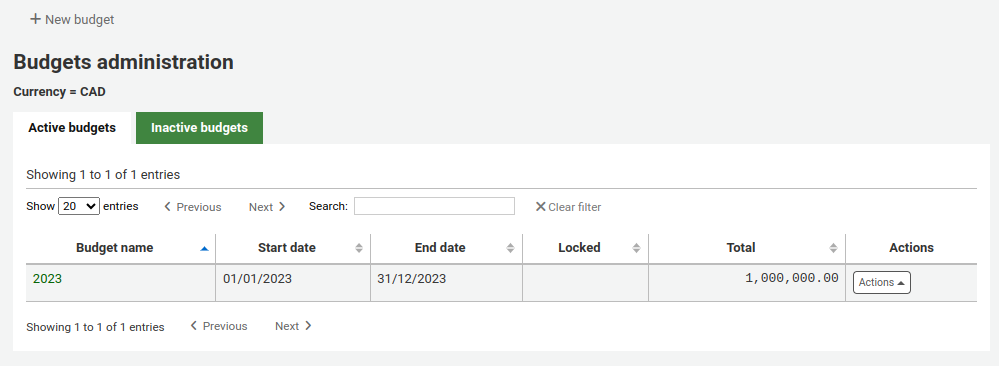 New budget
Budgets administration
Currency = CAD
Active budgets Inactive budgets
Showing 1 to 1 of 1 entries
Show 20 entries Previous Next Search: Clear filter
Budget name Start date End date Locked Total Actions
2023 01/01/2023 31/12/2023 1,000,000.00 Actions
Showing 1 to 1 of 1 entries Previous Next